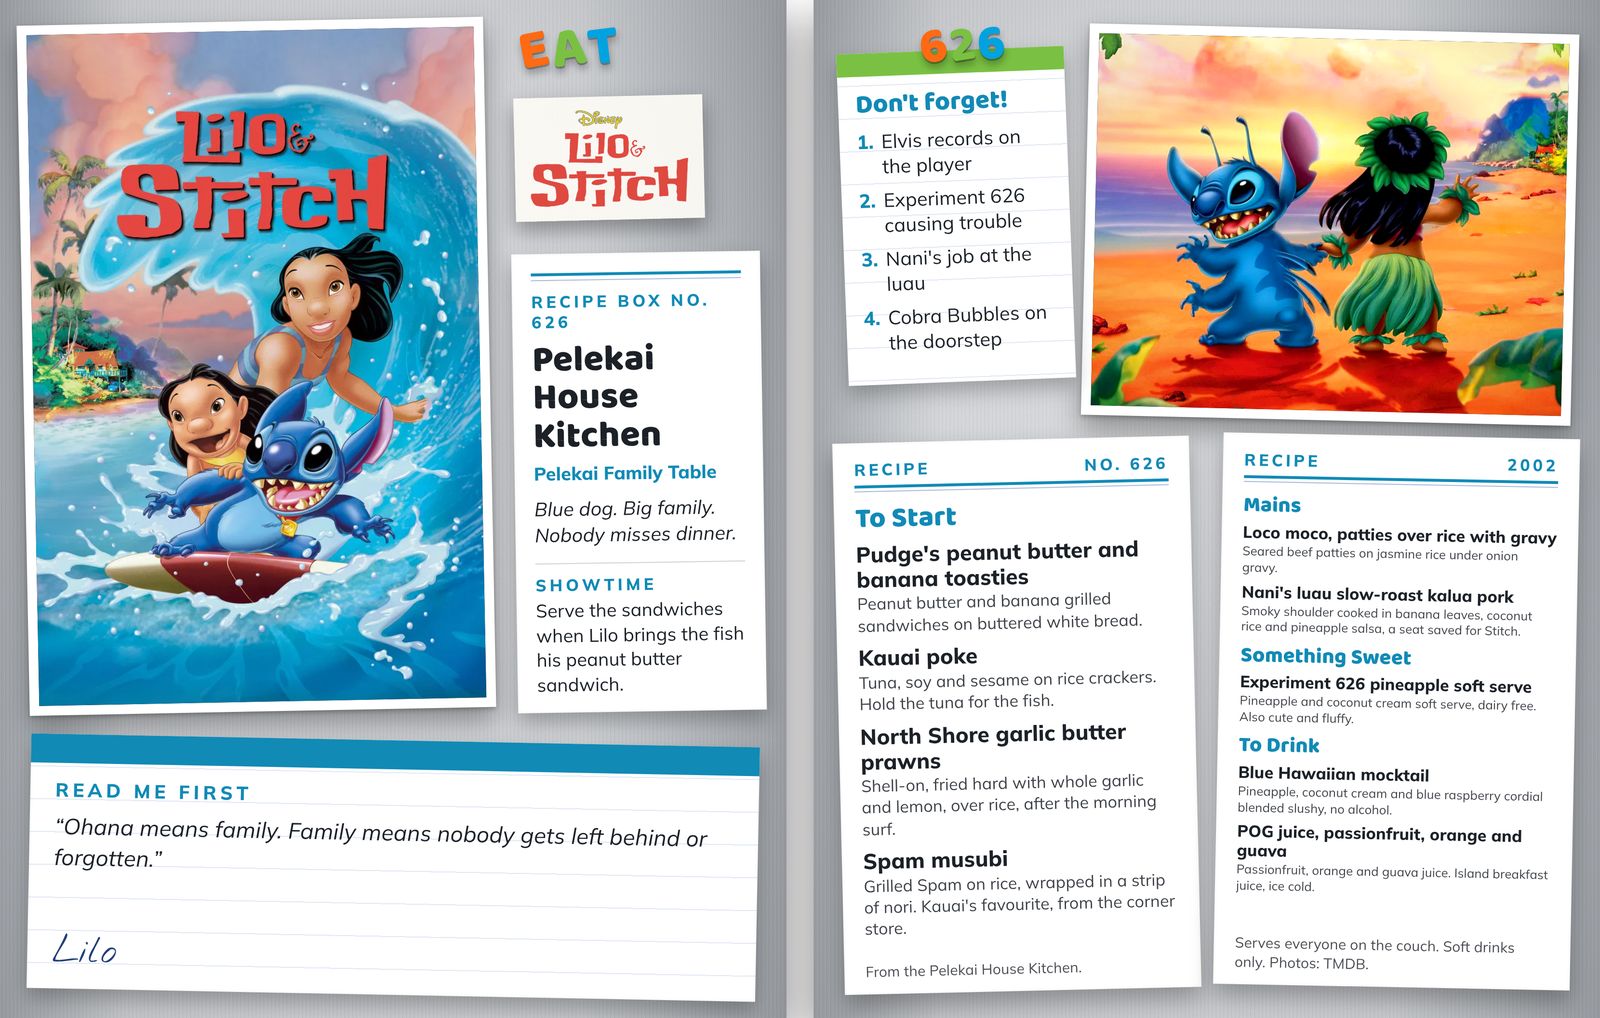 Lilo &
Stitch
EAT
Disney
Lilo &
Stitch
RECIPE BOX NO.
626
Pelekai
House
Kitchen
Pelekai Family Table
Blue dog. Big family.
Nobody misses dinner.
SHOWTIME
Serve the sandwiches
when Lilo brings the fish
his peanut butter
sandwich.
READ ME FIRST
“Ohana means family. Family means nobody gets left behind or
forgotten.”
Lilo
626
Don't forget!
1. Elvis records on
the player
2. Experiment 626
causing trouble
3. Nani's job at the
luau
4. Cobra Bubbles on
the doorstep
RECIPE NO. 626
To Start
Pudge's peanut butter and
banana toasties
Peanut butter and banana grilled
sandwiches on buttered white bread.
Kauai poke
Tuna, soy and sesame on rice crackers.
Hold the tuna for the fish.
North Shore garlic butter
prawns
Shell-on, fried hard with whole garlic
and lemon, over rice, after the morning
surf.
Spam musubi
Grilled Spam on rice, wrapped in a strip
of nori. Kauai's favourite, from the corner
store.
From the Pelekai House Kitchen.
RECIPE 2002
Mains
Loco moco, patties over rice with gravy
Seared beef patties on jasmine rice under onion
gravy.
Nani's luau slow-roast kalua pork
Smoky shoulder cooked in banana leaves, coconut
rice and pineapple salsa, a seat saved for Stitch.
Something Sweet
Experiment 626 pineapple soft serve
Pineapple and coconut cream soft serve, dairy free.
Also cute and fluffy.
To Drink
Blue Hawaiian mocktail
Pineapple, coconut cream and blue raspberry cordial
blended slushy, no alcohol.
POG juice, passionfruit, orange and
guava
Passionfruit, orange and guava juice. Island breakfast
juice, ice cold.
Serves everyone on the couch. Soft drinks
only. Photos: TMDB.